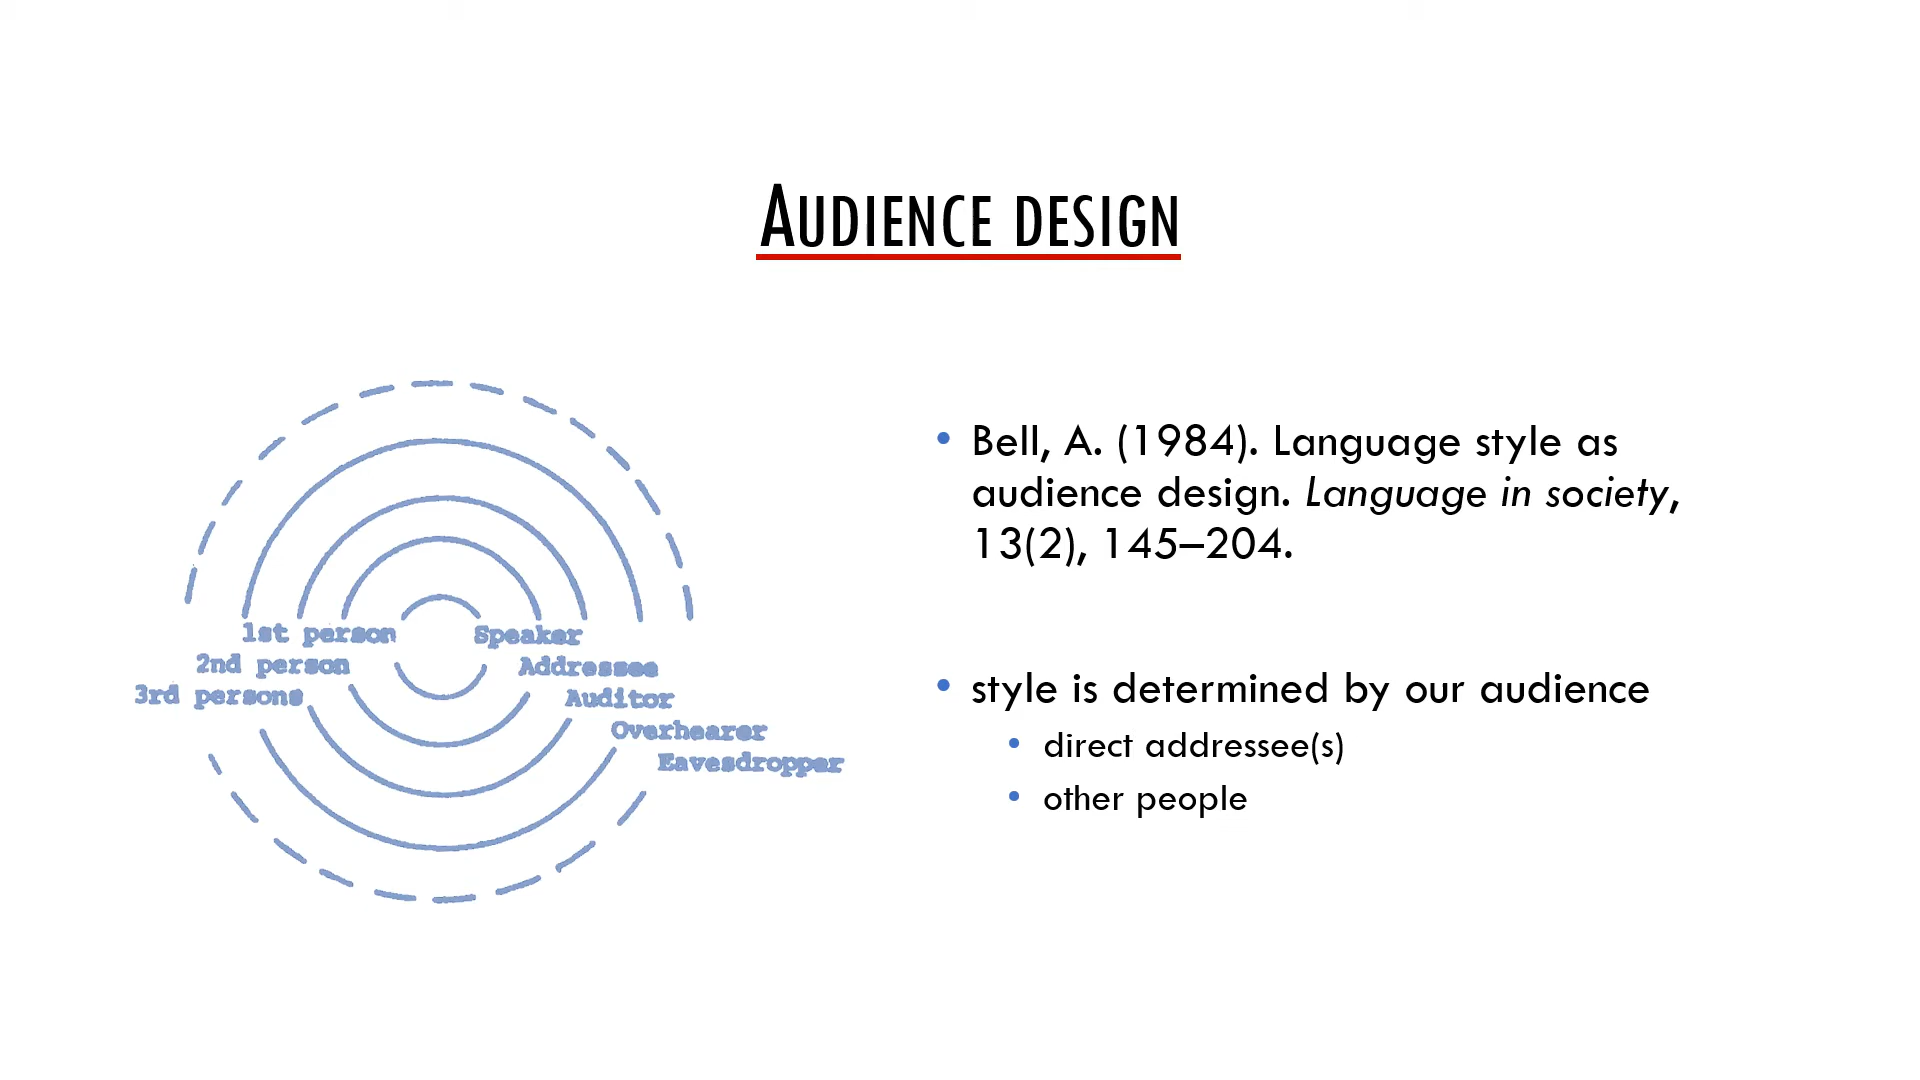 AUDIENCE DESIGN
1st person Speaker
2nd person Addressee
3rd persons Auditor
Overhearer
Eavesdropper
• Bell, A. (1984). Language style as
audience design. Language in society,
13(2), 145–204.
• style is determined by our audience
• direct addressee(s)
• other people